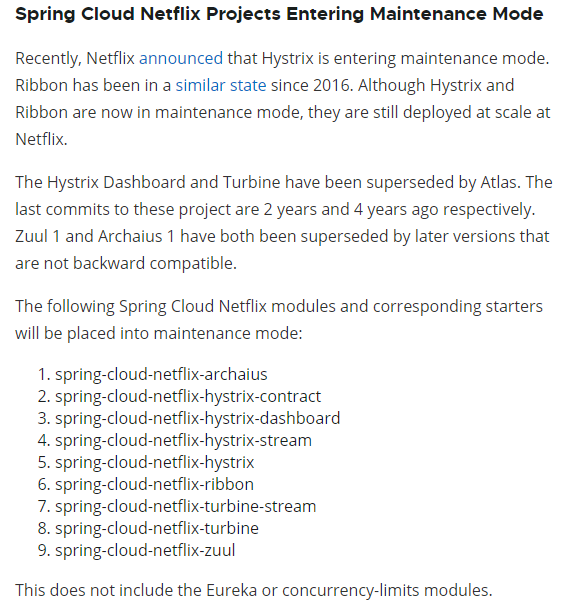 Spring Cloud Netflix Projects Entering Maintenance Mode
Recently, Netflix announced that Hystrix is entering maintenance mode.
Ribbon has been in a similar state since 2016. Although Hystrix and
Ribbon are now in maintenance mode, they are still deployed at scale at
Netflix.
The Hystrix Dashboard and Turbine have been superseded by Atlas. The
last commits to these project are 2 years and 4 years ago respectively.
Zuul 1 and Archaius 1 have both been superseded by later versions that
are not backward compatible.
The following Spring Cloud Netflix modules and corresponding starters
will be placed into maintenance mode:
1. spring-cloud-netflix-archaius
2. spring-cloud-netflix-hystrix-contract
3. spring-cloud-netflix-hystrix-dashboard
4. spring-cloud-netflix-hystrix-stream
5. spring-cloud-netflix-hystrix
6. spring-cloud-netflix-ribbon
7. spring-cloud-netflix-turbine-stream
8. spring-cloud-netflix-turbine
9. spring-cloud-netflix-zuul
This does not include the Eureka or concurrency-limits modules.